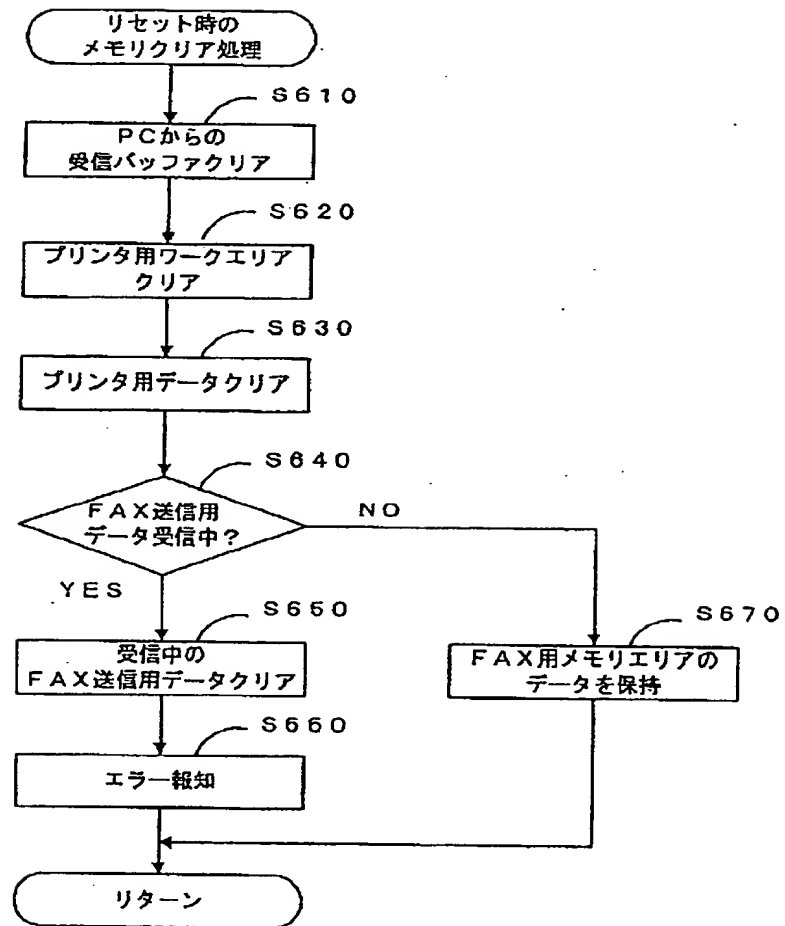 リセット時の
メモリクリア処理
S610
PCからの
受信バッファクリア
S620
プリンタ用ワークエリア
クリア
S630
プリンタ用データクリア
S640
FAX送信用
データ受信中?
NO
YES
S650
受信中の
FAX送信用データクリア
S670
FAX用メモリエリアの
データを保持
S660
エラー報知
リターン